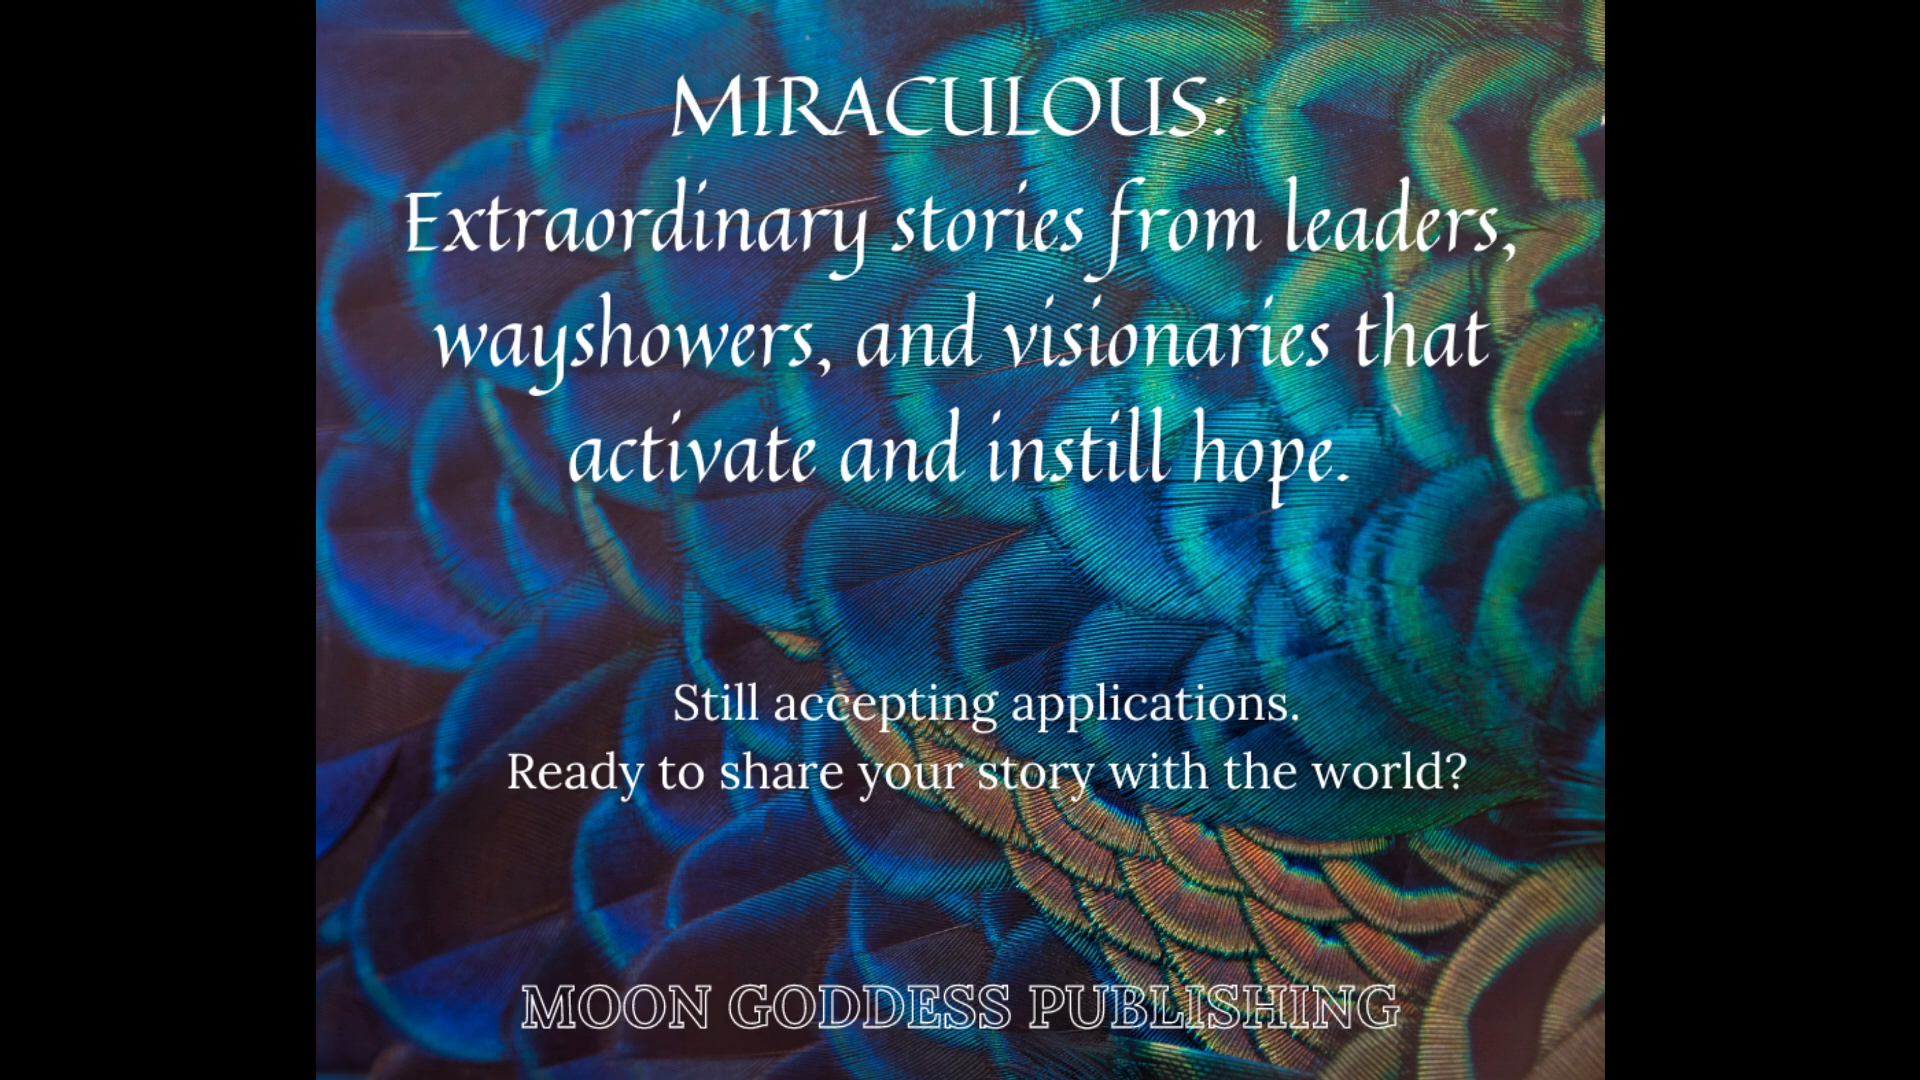 MIRACULOUS:
Extraordinary stories from leaders,
wayshowers, and visionaries that
activate and instill hope.
Still accepting applications.
Ready to share your story with the world?
MOON GODDESS PUBLISHING